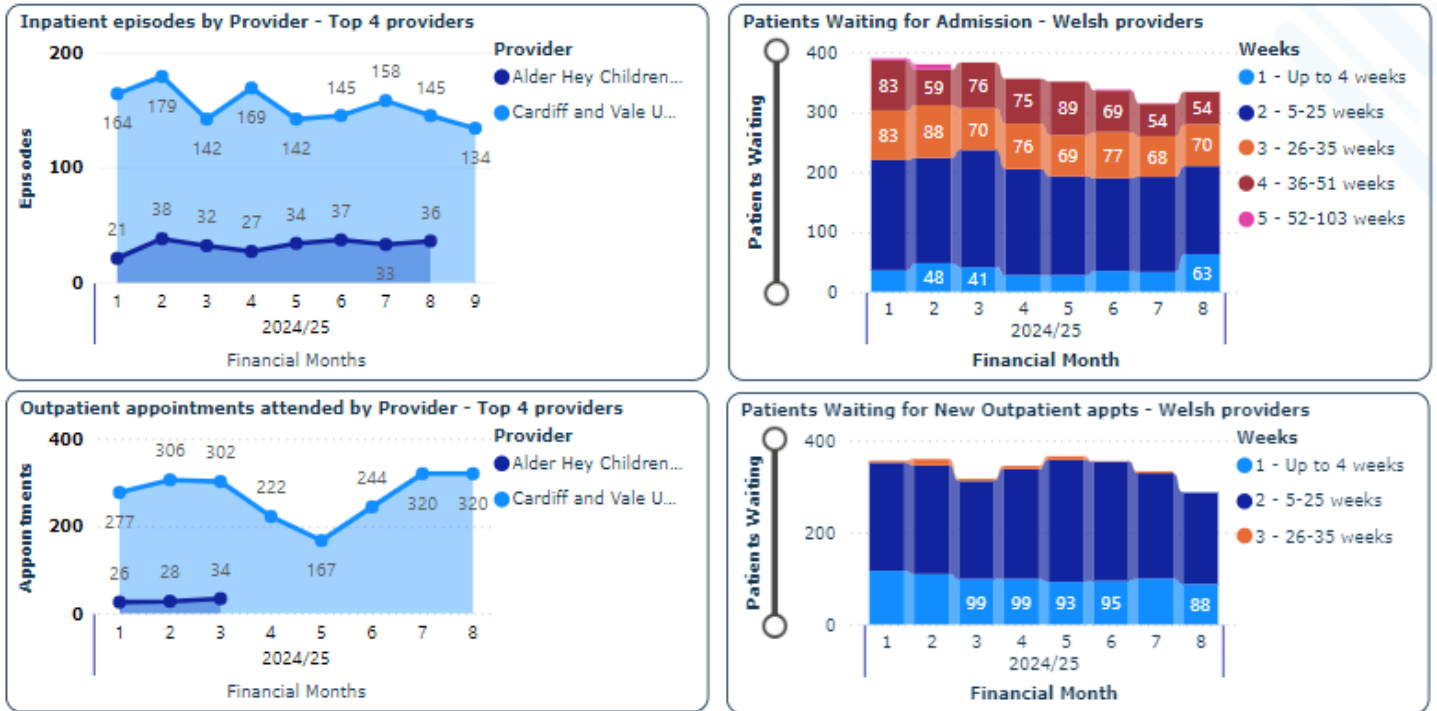 Inpatient episodes by Provider - Top 4 providers
200
100
0
Episodes
164
179
142
169
142
145
158
145
134
21
38
32
27
34
37
33
36
1 2 3 4 5 6 7 8 9
2024/25
Financial Months
Provider
Alder Hey Children...
Cardiff and Vale U...
Patients Waiting for Admission - Welsh providers
400
300
200
100
0
Patients Waiting
83 59 76 75 89 69 54 54
83 88 70 76 69 77 68 70
48 41 63
1 2 3 4 5 6 7 8
2024/25
Financial Month
Weeks
1 - Up to 4 weeks
2 - 5-25 weeks
3 - 26-35 weeks
4 - 36-51 weeks
5 - 52-103 weeks
Outpatient appointments attended by Provider - Top 4 providers
400
200
0
Appointments
277
306
302
222
167
244
320
320
26
28
34
1 2 3 4 5 6 7 8
2024/25
Financial Months
Provider
Alder Hey Children...
Cardiff and Vale U...
Patients Waiting for New Outpatient appts - Welsh providers
400
200
0
Patients Waiting
99 99 93 95 88
1 2 3 4 5 6 7 8
2024/25
Financial Month
Weeks
1 - Up to 4 weeks
2 - 5-25 weeks
3 - 26-35 weeks